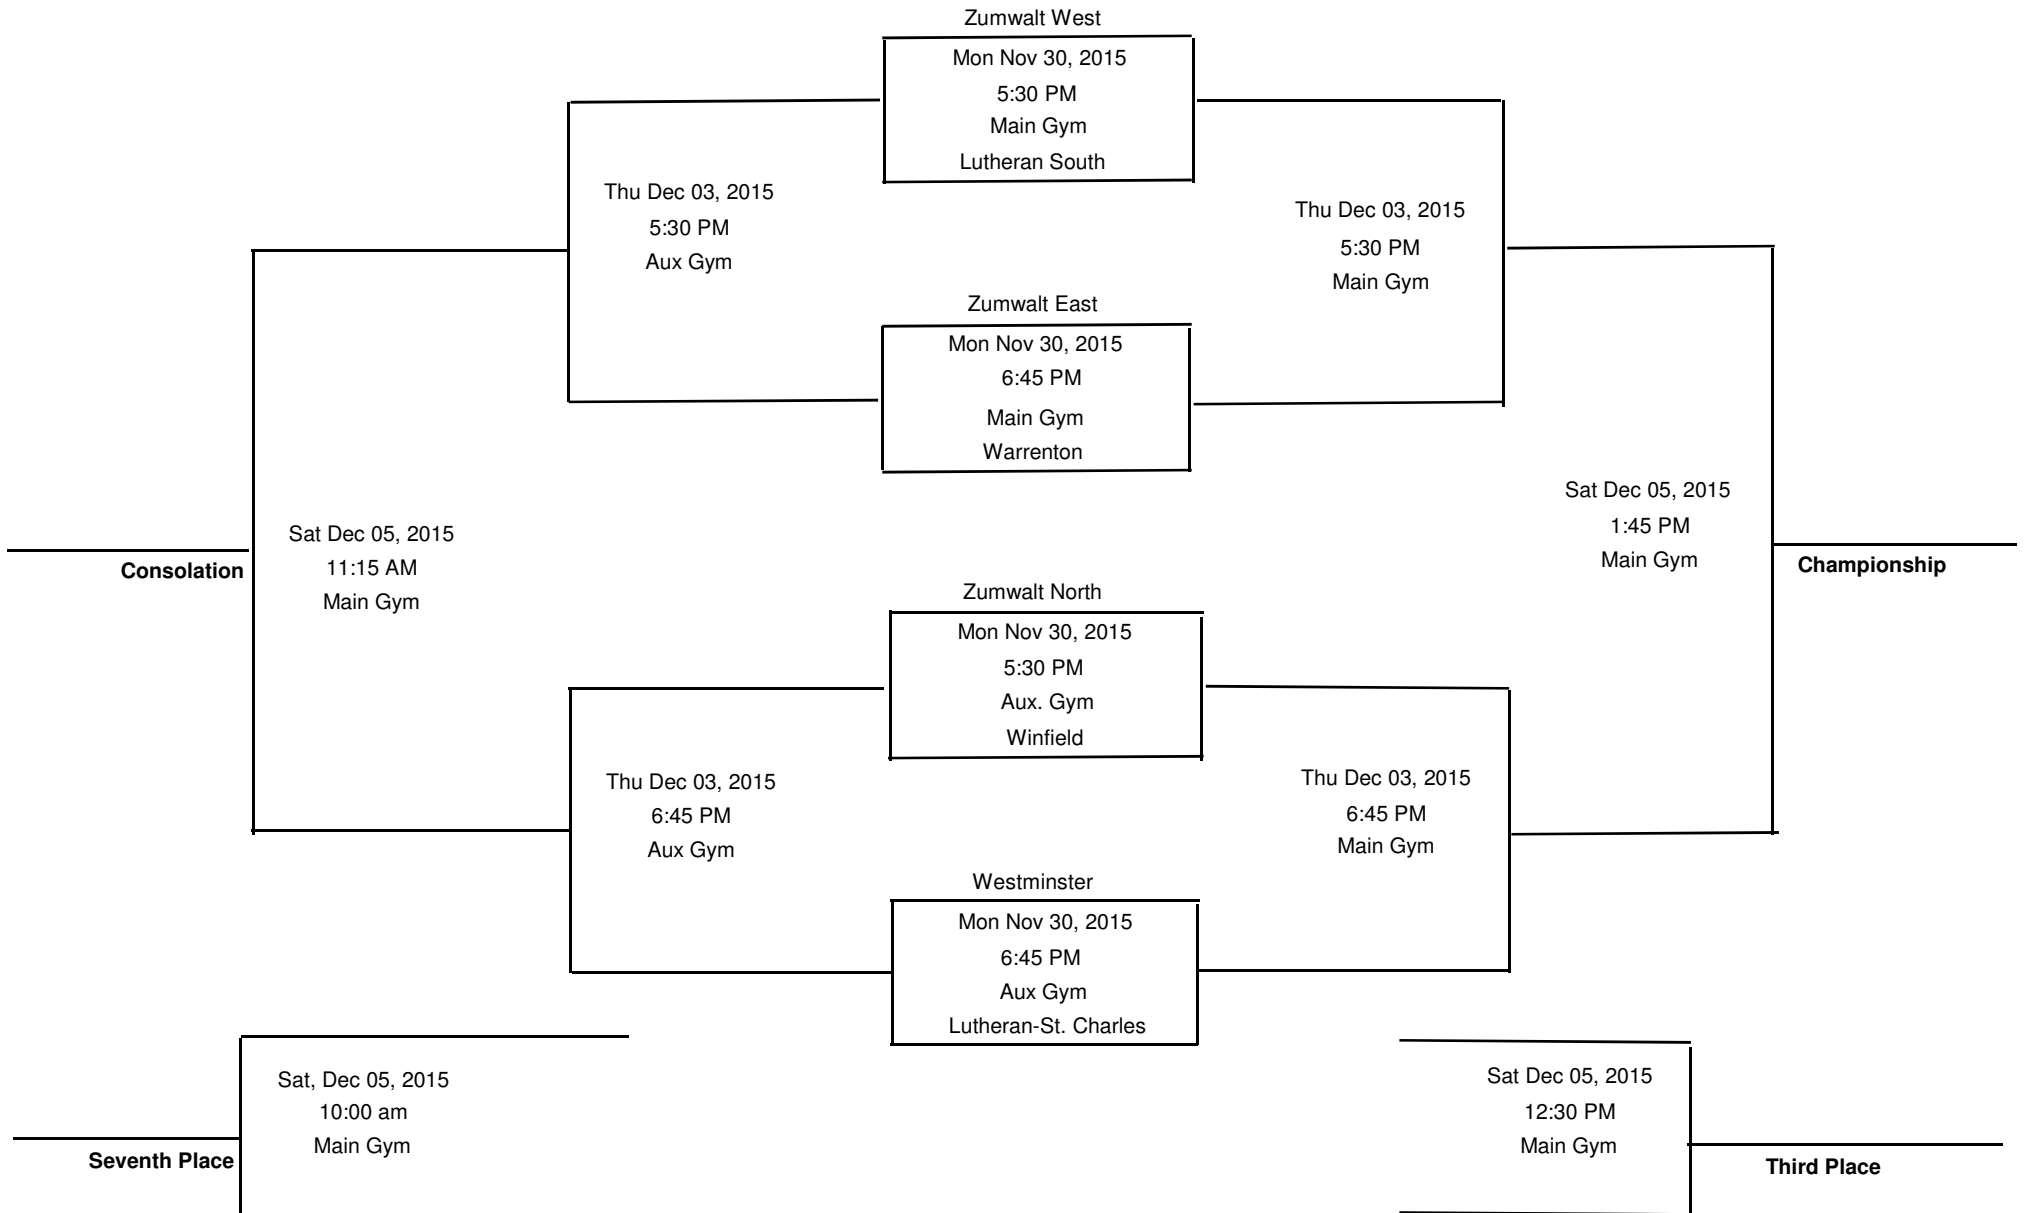 Zumwalt West
Mon Nov 30, 2015
5:30 PM
Main Gym
Lutheran South
Thu Dec 03, 2015
5:30 PM
Aux Gym
Thu Dec 03, 2015
5:30 PM
Main Gym
Zumwalt East
Mon Nov 30, 2015
6:45 PM
Main Gym
Warrenton
Sat Dec 05, 2015
11:15 AM
Main Gym
Consolation
Sat Dec 05, 2015
1:45 PM
Main Gym
Championship
Zumwalt North
Mon Nov 30, 2015
5:30 PM
Aux. Gym
Winfield
Thu Dec 03, 2015
6:45 PM
Aux Gym
Thu Dec 03, 2015
6:45 PM
Main Gym
Westminster
Mon Nov 30, 2015
6:45 PM
Aux Gym
Lutheran-St. Charles
Sat, Dec 05, 2015
10:00 am
Main Gym
Seventh Place
Sat Dec 05, 2015
12:30 PM
Main Gym
Third Place